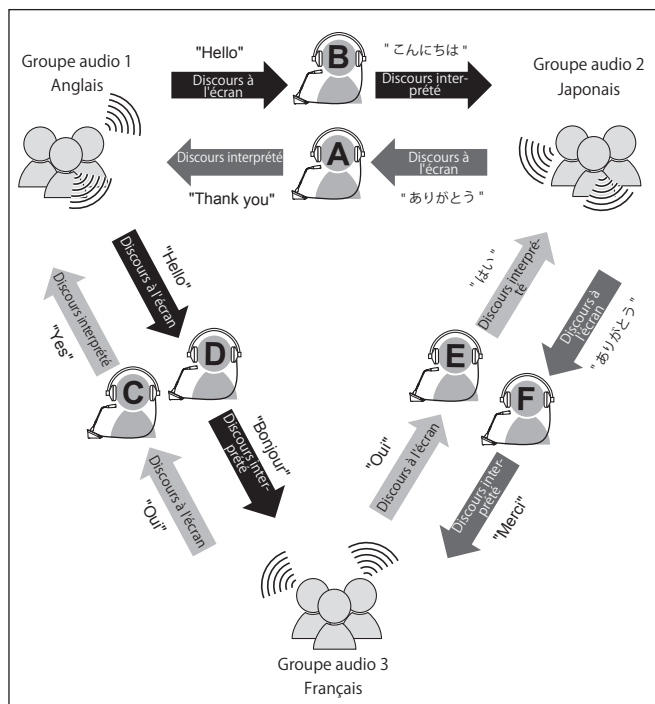 Groupe audio 1
Anglais
"Hello"
Discours à
l'écran
B
" こんにちは "
Discours inter-
prété
Groupe audio 2
Japonais
Discours interprété
"Thank you"
A
Discours à
l'écran
" ありがとう "
"Hello"
Discours à l'écran
Discours interprété
"Yes"
D
C
"Bonjour"
Discours inter-
prété
Discours à l'écran
"Oui"
" はい "
Discours interpré-
té
Discours à
l'écran
" ありがとう "
E
F
"Oui"
Discours à l'écran
Discours inter-
prété
"Merci"
Groupe audio 3
Français